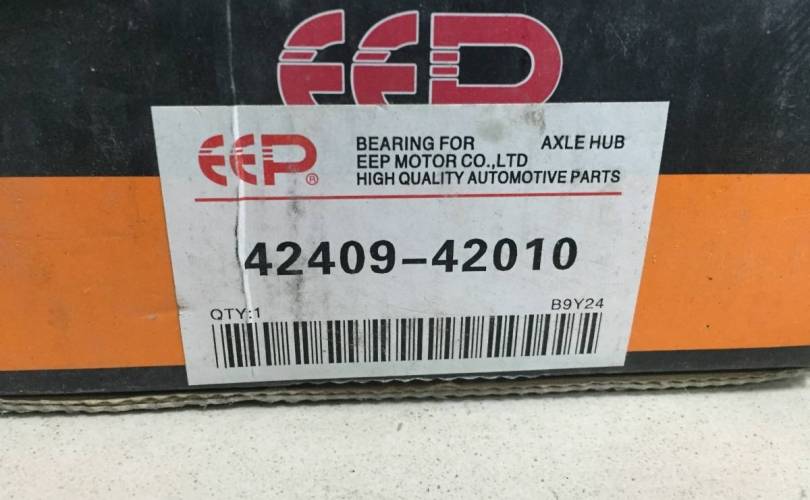 EEP
EEP® BEARING FOR AXLE HUB
EEP MOTOR CO.,LTD
HIGH QUALITY AUTOMOTIVE PARTS
42409-42010
QTY:1 B9Y24